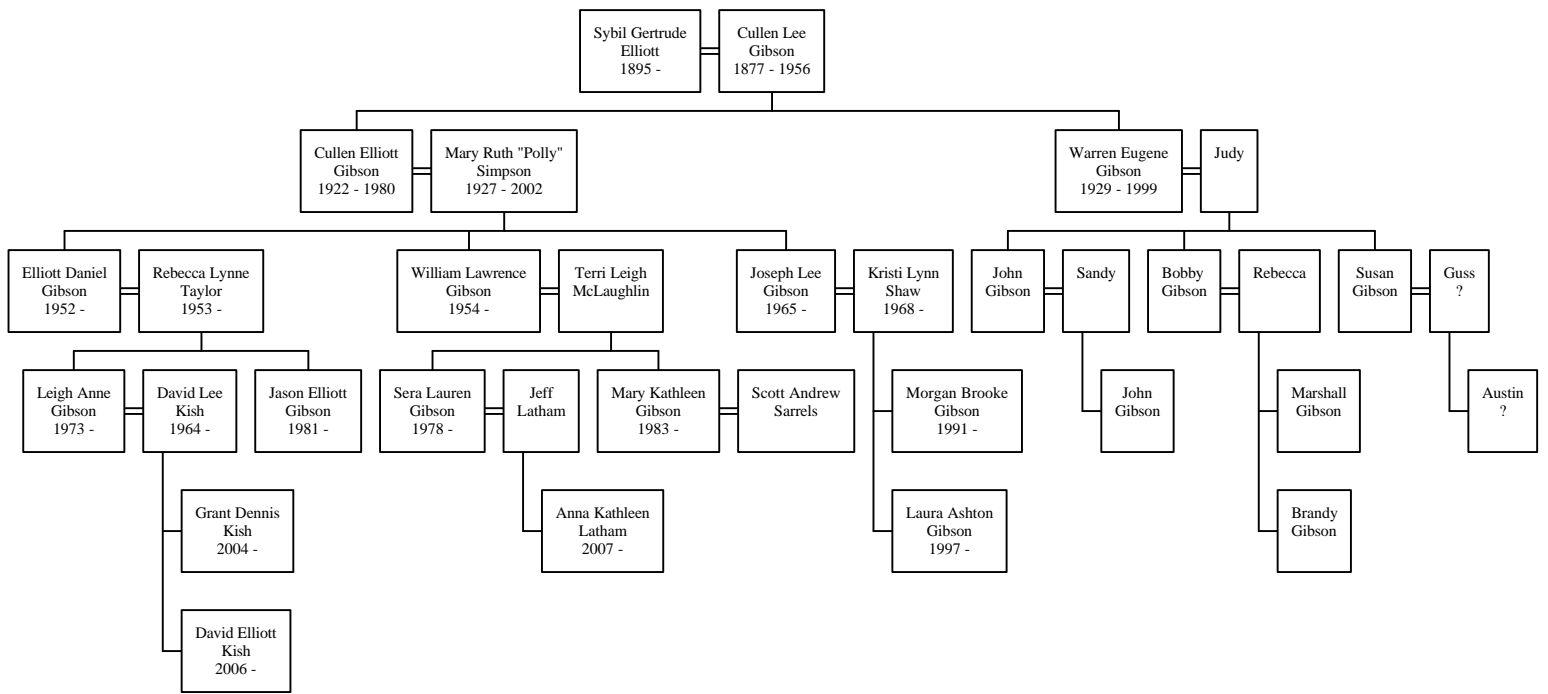 Sybil Gertrude
Elliott
1895 -
Cullen Lee
Gibson
1877 - 1956
Cullen Elliott
Gibson
1922 - 1980
Mary Ruth "Polly"
Simpson
1927 - 2002
Warren Eugene
Gibson
1929 - 1999
Judy
Elliott Daniel
Gibson
1952 -
Rebecca Lynne
Taylor
1953 -
William Lawrence
Gibson
1954 -
Terri Leigh
McLaughlin
Joseph Lee
Gibson
1965 -
Kristi Lynn
Shaw
1968 -
John
Gibson
Sandy
Bobby
Gibson
Rebecca
Susan
Gibson
Guss
?
Leigh Anne
Gibson
1973 -
David Lee
Kish
1964 -
Jason Elliott
Gibson
1981 -
Sera Lauren
Gibson
1978 -
Jeff
Latham
Mary Kathleen
Gibson
1983 -
Scott Andrew
Sarrels
Morgan Brooke
Gibson
1991 -
John
Gibson
Marshall
Gibson
Austin
?
Grant Dennis
Kish
2004 -
Anna Kathleen
Latham
2007 -
Laura Ashton
Gibson
1997 -
Brandy
Gibson
David Elliott
Kish
2006 -